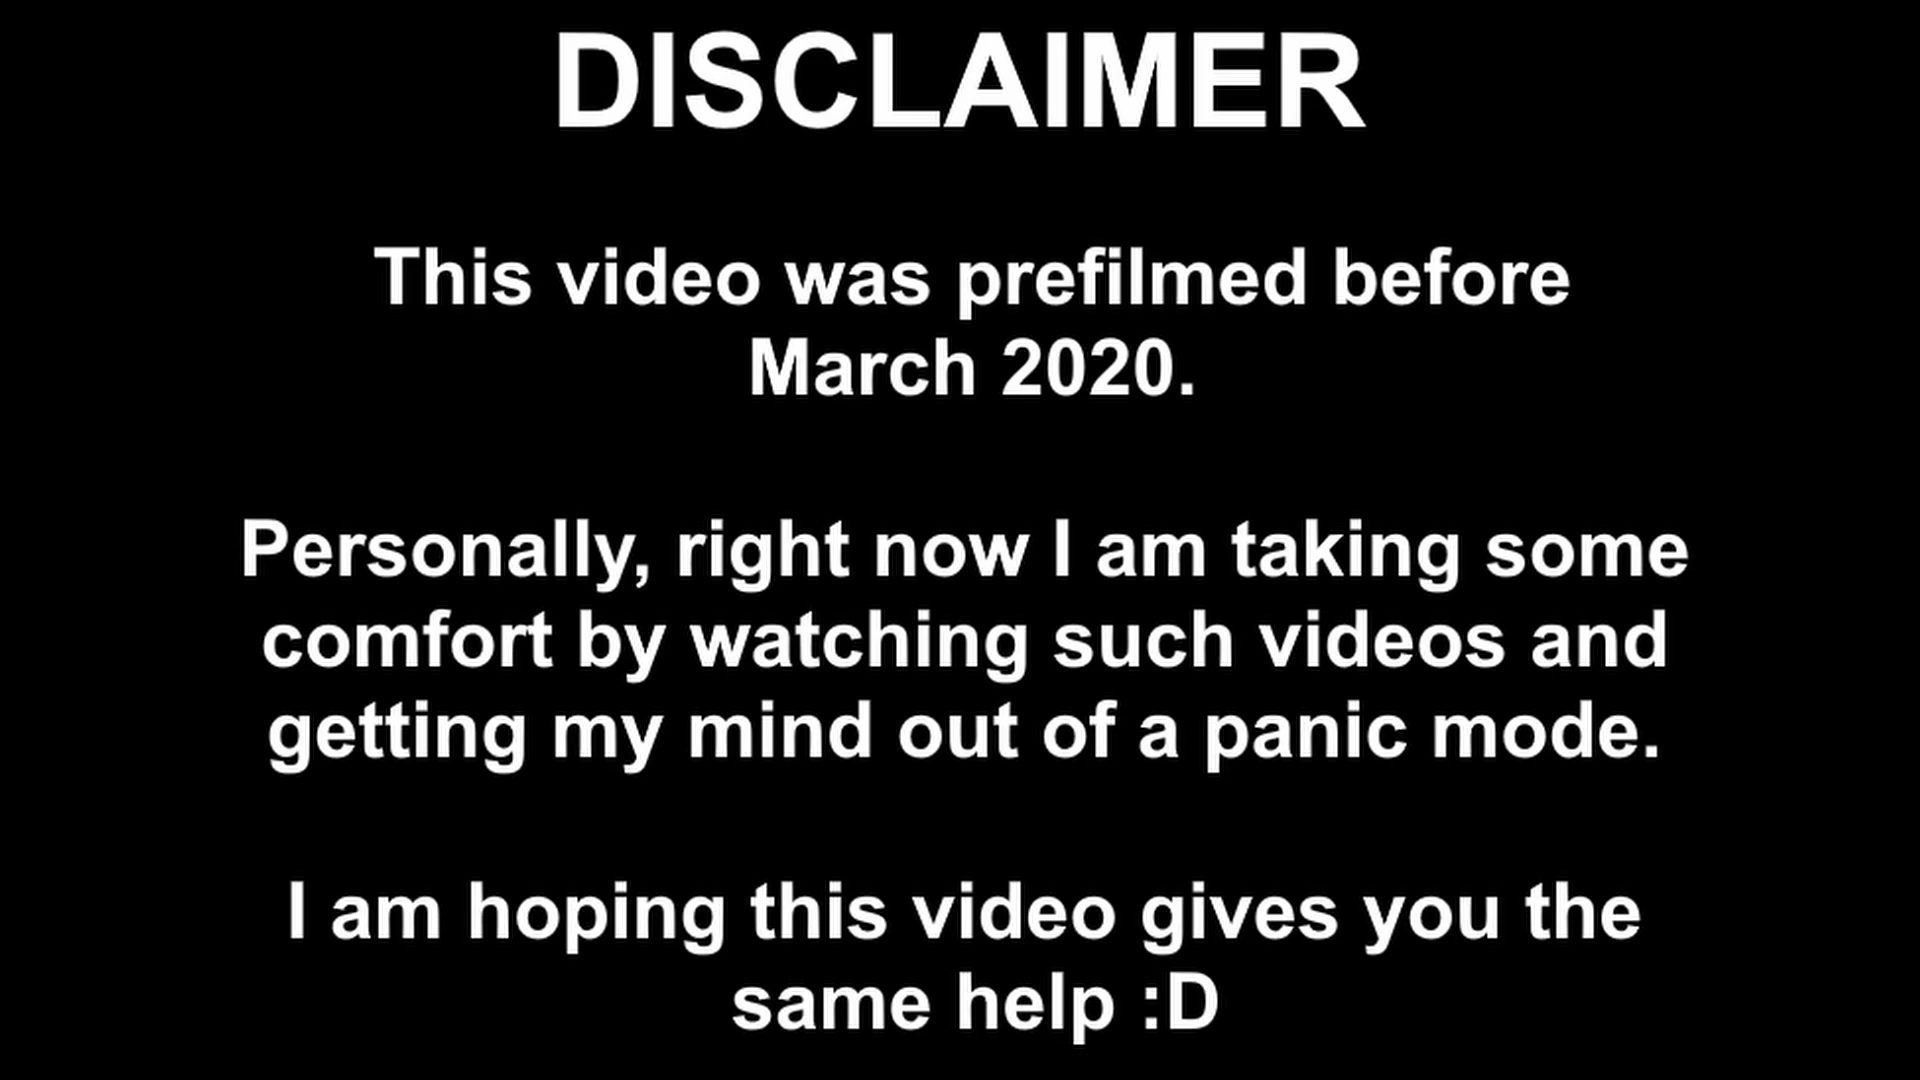 DISCLAIMER
This video was prefilmed before
March 2020.
Personally, right now I am taking some
comfort by watching such videos and
getting my mind out of a panic mode.
I am hoping this video gives you the
same help :D